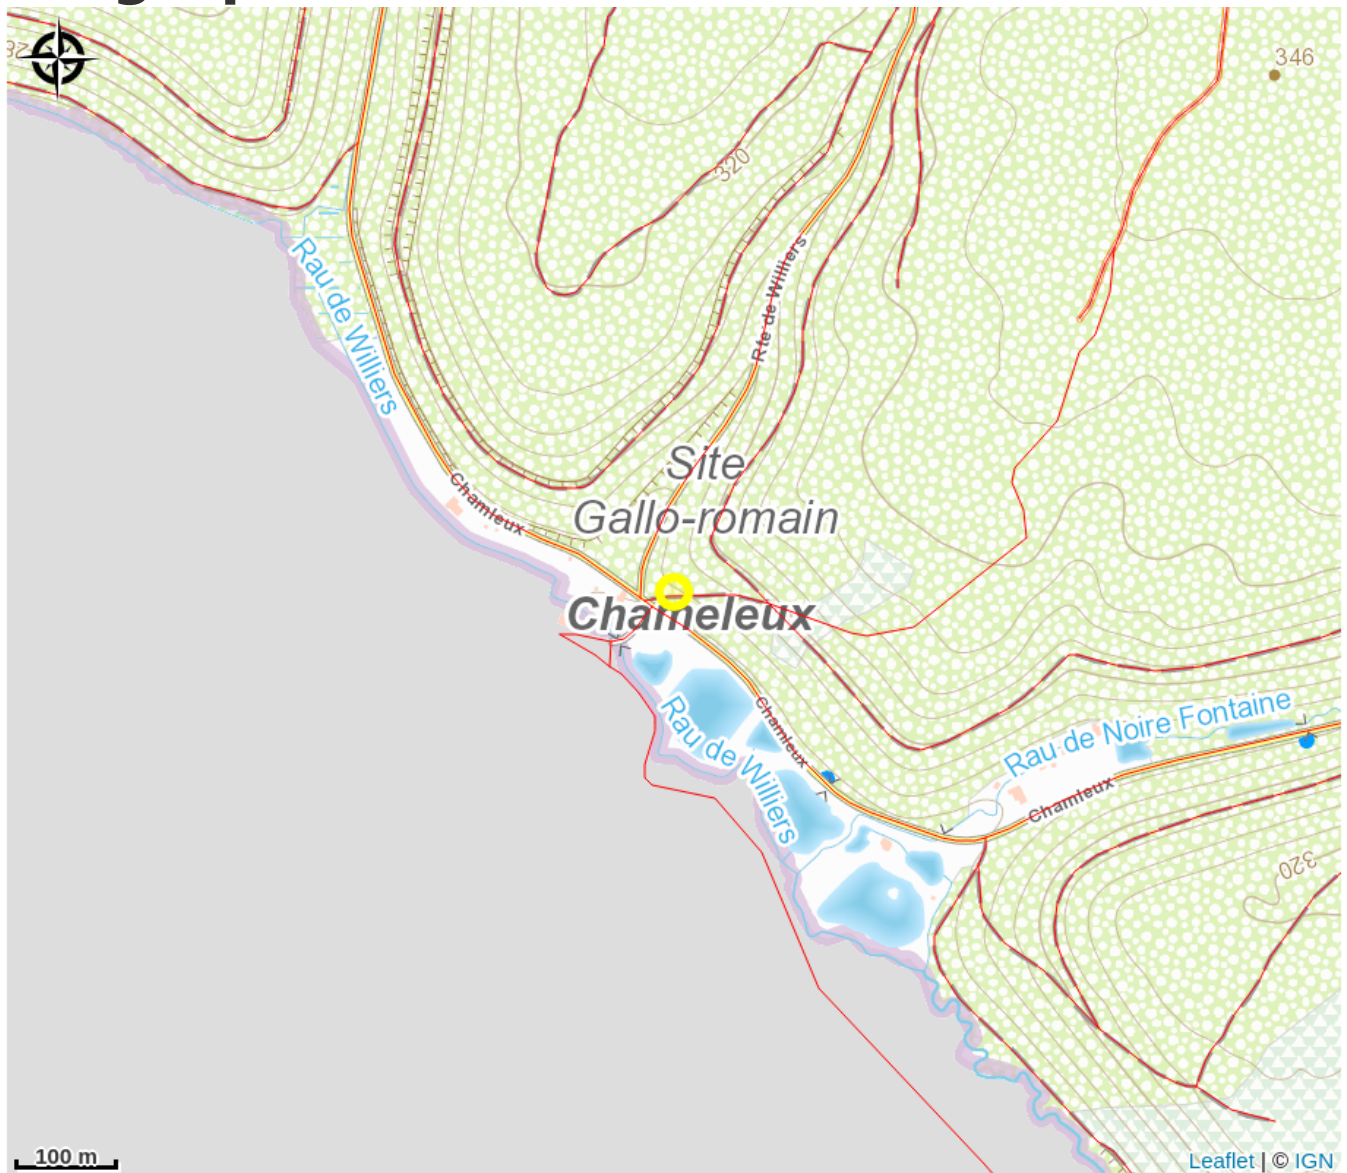 346
320
Rau de Williers
Rte de Williers
Site
Gallo-romain
Chamleux
Chameleux
Rau de Williers
Chamleux
Rau de Noire Fontaine
Chamleux
320
100 m
Leaflet | © IGN